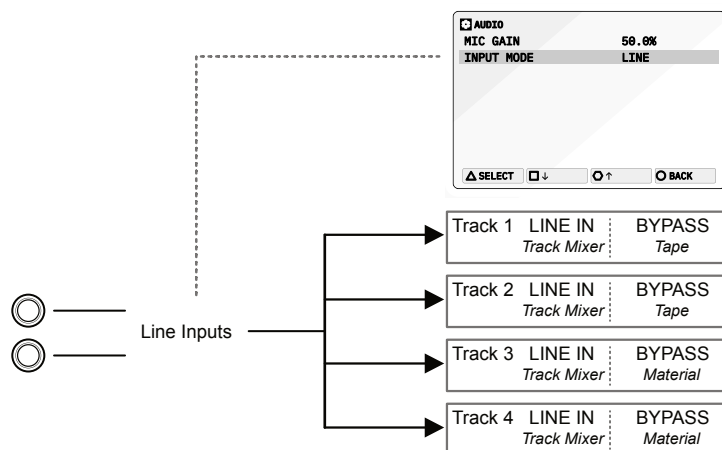 AUDIO
MIC GAIN 50.0%
INPUT MODE LINE
SELECT ↓ ↑ BACK
Track 1 LINE IN BYPASS
Track Mixer Tape
Track 2 LINE IN BYPASS
Track Mixer Tape
Line Inputs
Track 3 LINE IN BYPASS
Track Mixer Material
Track 4 LINE IN BYPASS
Track Mixer Material